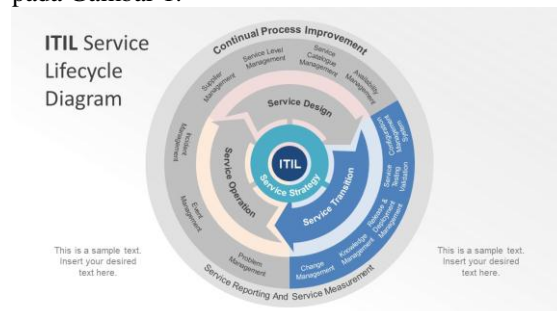 pada Gambar 1.
ITIL Service
Lifecycle
Diagram
Continual Process Improvement
Supplier
Management
Service Level
Management
Service
Catalogue
Management
Availability
Management
Service Design
Incident
Management
Event
Management
Problem
Management
Service Operation
ITIL
Service Strategy
Service Transition
System
Management
Configuration
Service
Service
Testing
Validation
Release &
Deployment
Management
Knowledge
Management
Change
Management
Service Reporting And Service Measurement
This is a sample text.
Insert your desired
text here.
This is a sample text.
Insert your desired
text here.